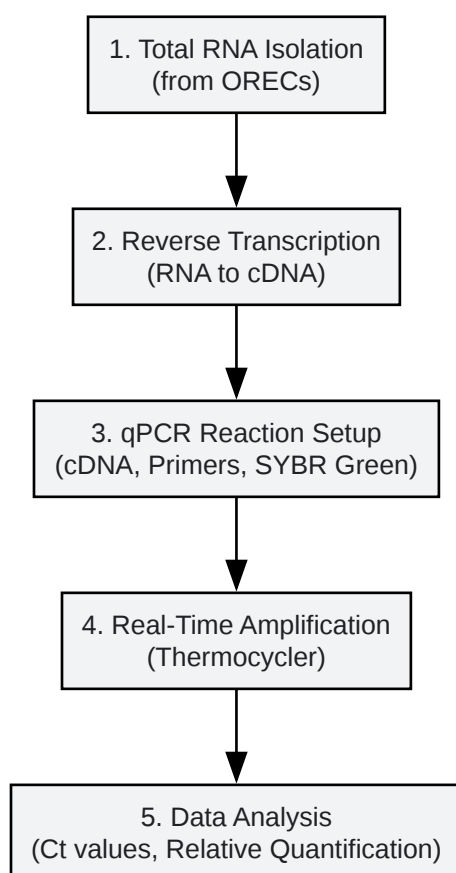 1. Total RNA Isolation
(from ORECs)
2. Reverse Transcription
(RNA to cDNA)
3. qPCR Reaction Setup
(cDNA, Primers, SYBR Green)
4. Real-Time Amplification
(Thermocycler)
5. Data Analysis
(Ct values, Relative Quantification)